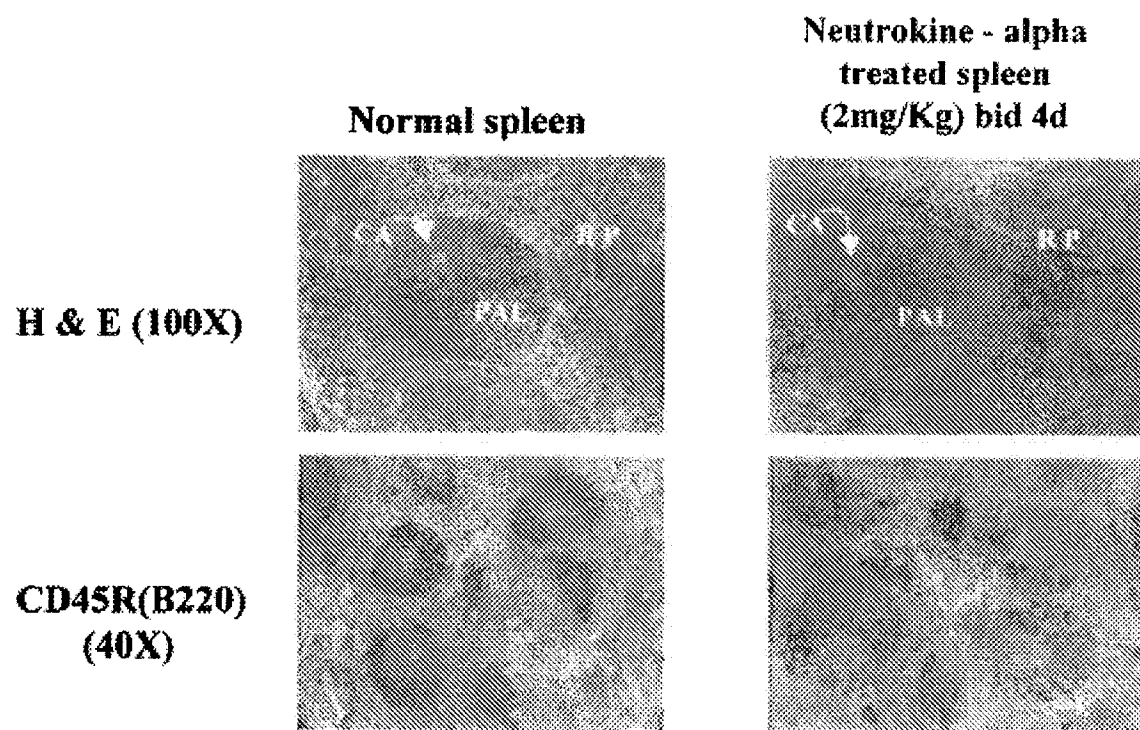 Neutrokine - alpha
treated spleen
(2mg/Kg) bid 4d
Normal spleen
H & E (100X)
CA
RP
PAL
CA
RP
PAL
CD45R(B220)
(40X)